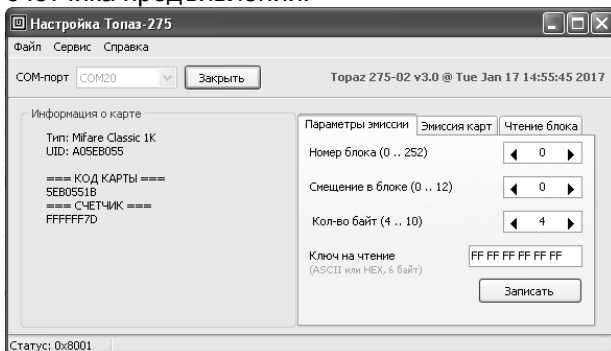 Настройка Топаз-275
Файл Сервис Справка
COM-порт COM20 Закрыть Topaz 275-02 v3.0 @ Tue Jan 17 14:55:45 2017
Информация о карте
Тип: Mifare Classic 1K
UID: A05EB055
=== КОД КАРТЫ ===
5EB0551B
=== СЧЕТЧИК ===
FFFFFF7D
Параметры эмиссии Эмиссия карт Чтение блока
Номер блока (0 .. 252) 0
Смещение в блоке (0 .. 12) 0
Кол-во байт (4 .. 10) 4
Ключ на чтение FF FF FF FF FF FF
(ASCII или HEX, 6 байт)
Записать
Статус: 0x8001